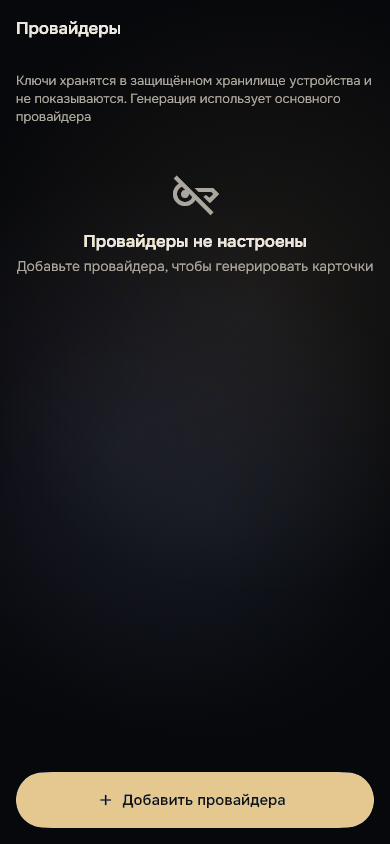 Провайдеры
Ключи хранятся в защищённом хранилище устройства и
не показываются. Генерация использует основного
провайдера
Провайдеры не настроены
Добавьте провайдера, чтобы генерировать карточки
+ Добавить провайдера